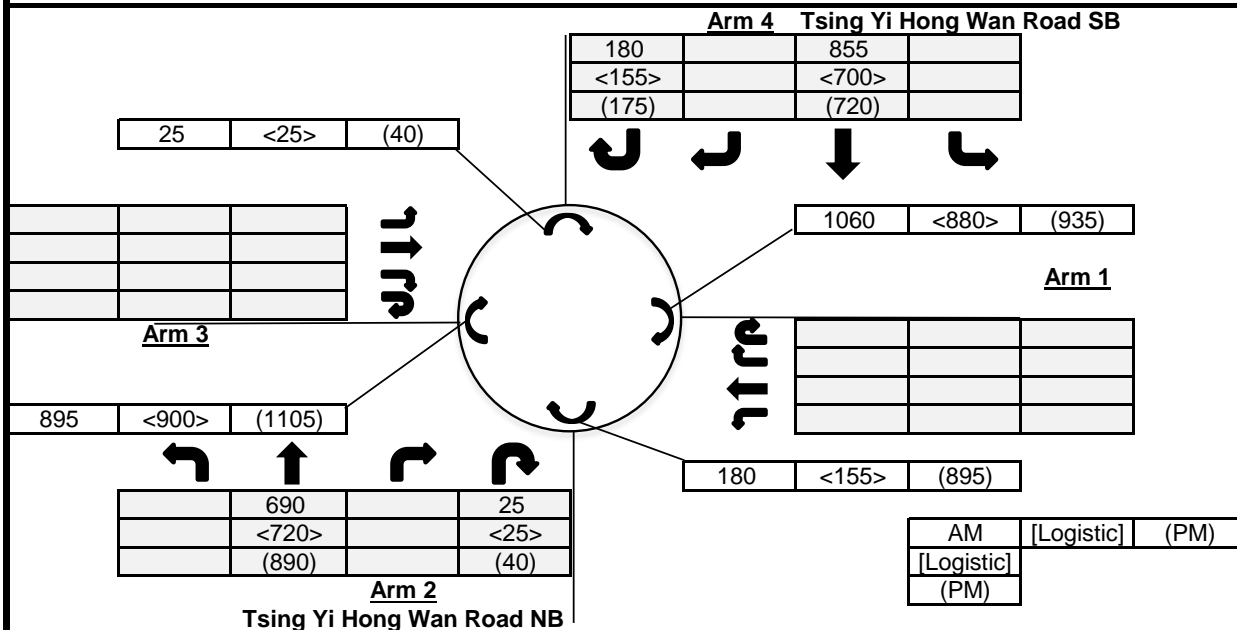 Arm 4 Tsing Yi Hong Wan Road SB
180 855
<155> <700>
(175) (720)
25 <25> (40)
1060 <880> (935)
Arm 1
Arm 3
895 <900> (1105)
180 <155> (895)
690 25
<720> <25>
(890) (40)
Arm 2
Tsing Yi Hong Wan Road NB
AM [Logistic] (PM)
[Logistic]
(PM)